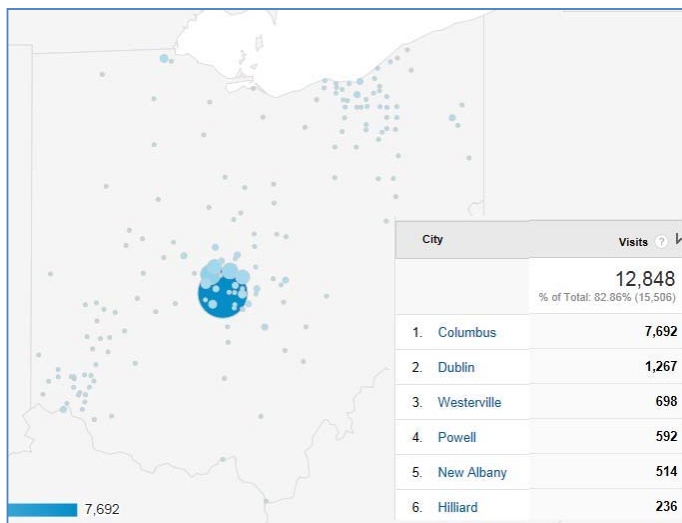 City Visits ?
12,848
% of Total: 82.86% (15,506)
1. Columbus 7,692
2. Dublin 1,267
3. Westerville 698
4. Powell 592
5. New Albany 514
6. Hilliard 236
7,692